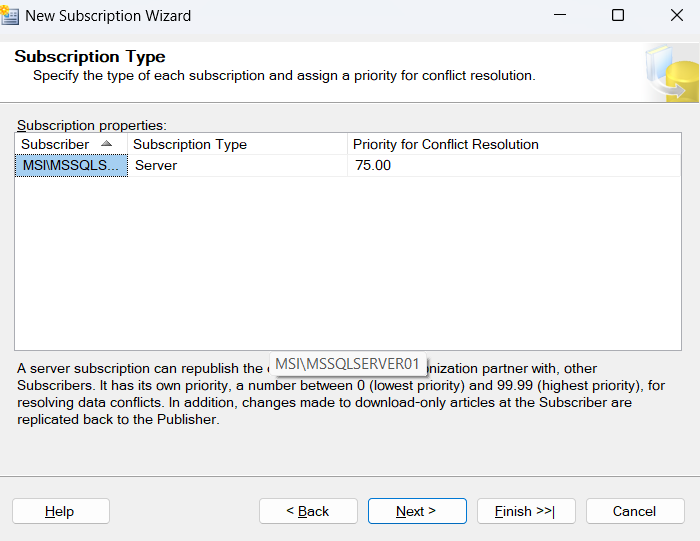 New Subscription Wizard
Subscription Type
Specify the type of each subscription and assign a priority for conflict resolution.
Subscription properties:
Subscriber Subscription Type Priority for Conflict Resolution
MSI\MSSQLS... Server 75.00
MSI\MSSQLSERVER01
A server subscription can republish the onization partner with, other
Subscribers. It has its own priority, a number between 0 (lowest priority) and 99.99 (highest priority), for
resolving data conflicts. In addition, changes made to download-only articles at the Subscriber are
replicated back to the Publisher.
Help < Back Next > Finish >>| Cancel